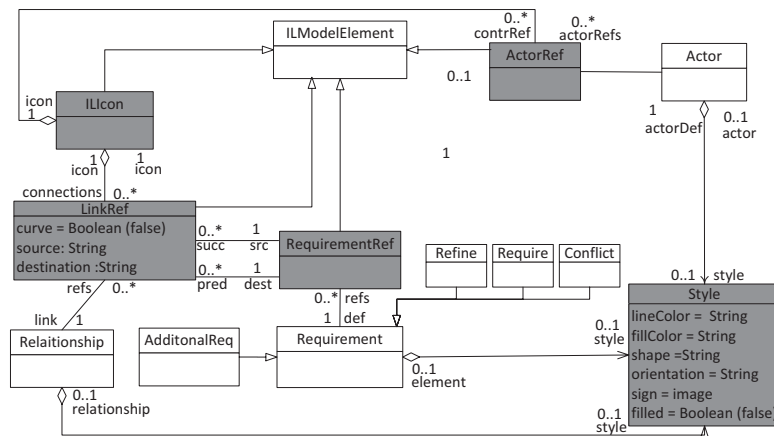 0..*
contrRef
ILModelElement
0..*
actorRefs
ActorRef
0..1
Actor
icon
1
ILIcon
1
actorDef
0..1
actor
1
icon
1
icon
1
connections
0..*
LinkRef
curve = Boolean (false)
source: String
destination :String
0..*
succ
1
src
0..*
pred
1
dest
RequirementRef
Refine
Require
Conflict
0..1
style
Style
lineColor = String
fillColor = String
shape =String
orientation = String
sign = image
filled = Boolean (false)
refs
0..*
link
1
Relaitionship
0..*
refs
1
def
AdditonalReq
Requirement
0..1
element
0..1
style
0..1
relationship
0..1
style